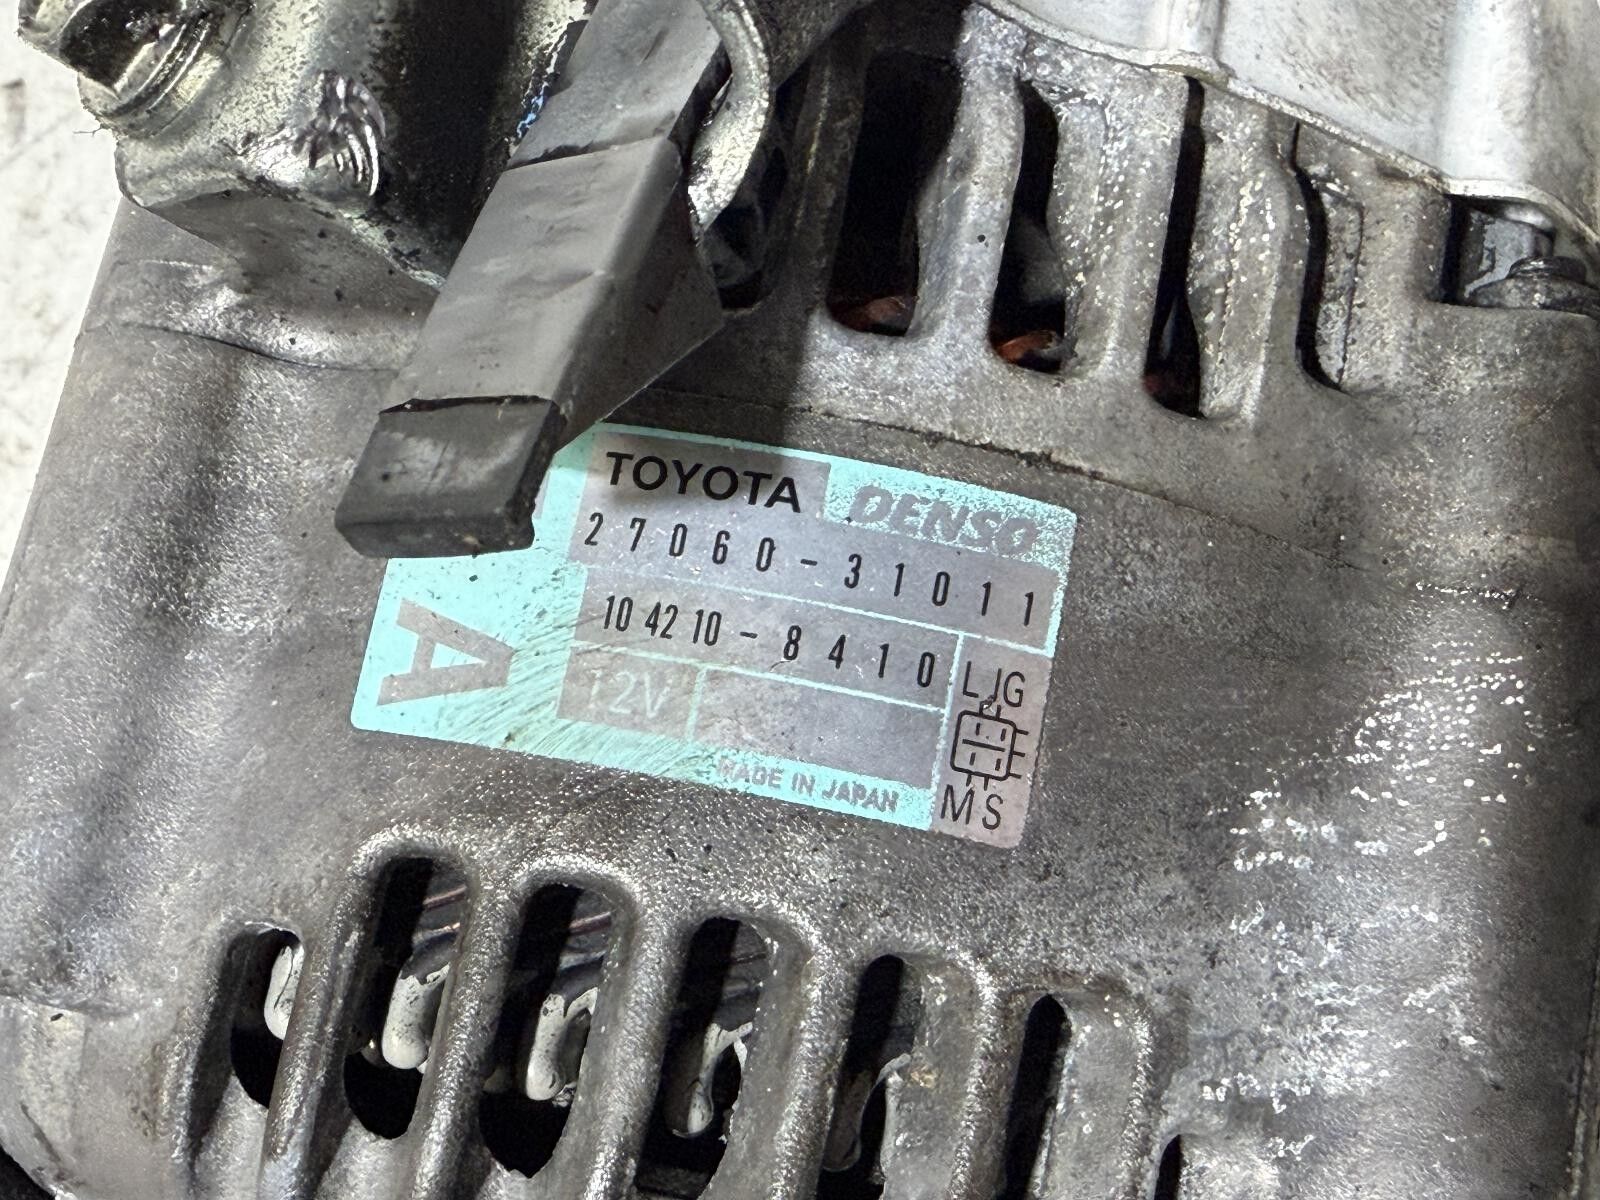 TOYOTA DENSO
27060-31011
104210-8410
A
12V
L IG
M S
MADE IN JAPAN